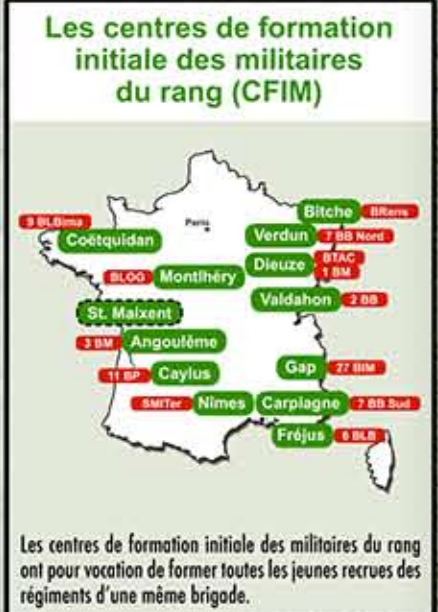 Les centres de formation
initiale des militaires
du rang (CFIM)
Bitche BRens
9 BLBima
Paris
Coëtquidan
Verdun 7 BB Nord
Dieuze BTAC
1 BM
BLOG Montlhéry
Valdahon 2 BB
St. Maixent
3 BM Angoulême
Gap 27 BIM
11 BP Caylus
SMITer Nîmes Carpiagne 7 BB Sud
Fréjus 6 BLB
Les centres de formation initiale des militaires du rang
ont pour vocation de former toutes les jeunes recrues des
régiments d'une même brigade.